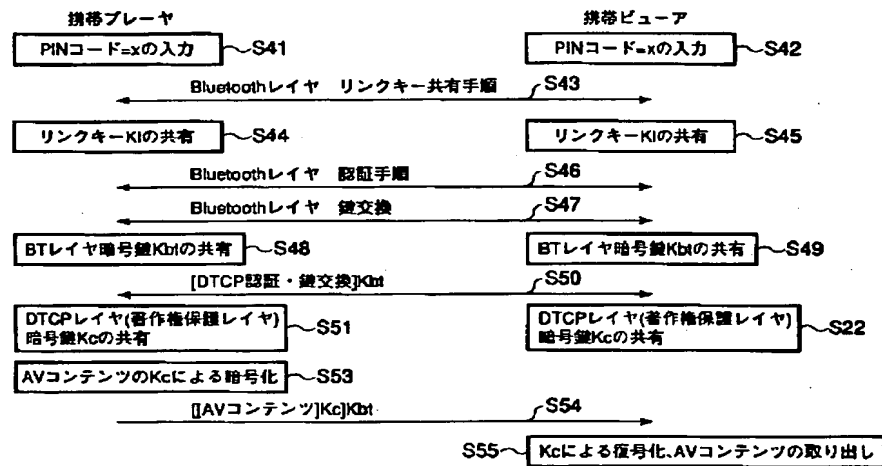 携帯プレーヤ 携帯ビューア
PINコード=xの入力 S41 PINコード=xの入力 S42
Bluetoothレイヤ リンクキー共有手順 S43
リンクキーKlの共有 S44 リンクキーKlの共有 S45
Bluetoothレイヤ 認証手順 S46
Bluetoothレイヤ 鍵交換 S47
BTレイヤ暗号鍵Kbtの共有 S48 BTレイヤ暗号鍵Kbtの共有 S49
[DTCP認証・鍵交換]Kbt S50
DTCPレイヤ(著作権保護レイヤ) S51 DTCPレイヤ(著作権保護レイヤ) S22
暗号鍵Kcの共有 暗号鍵Kcの共有
AVコンテンツのKcによる暗号化 S53
[[AVコンテンツ]Kc]Kbt S54
S55 Kcによる復号化、AVコンテンツの取り出し